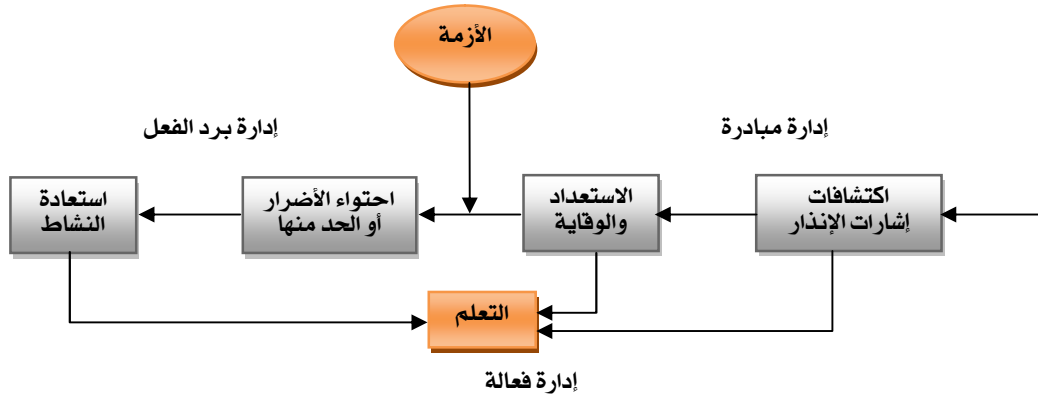 الأزمة
إدارة مبادرة
إدارة برد الفعل
اكتشافات
إشارات الإنذار
الاستعداد
والوقاية
احتواء الأضرار
أو الحد منها
استعادة
النشاط
التعلم
إدارة فعالة